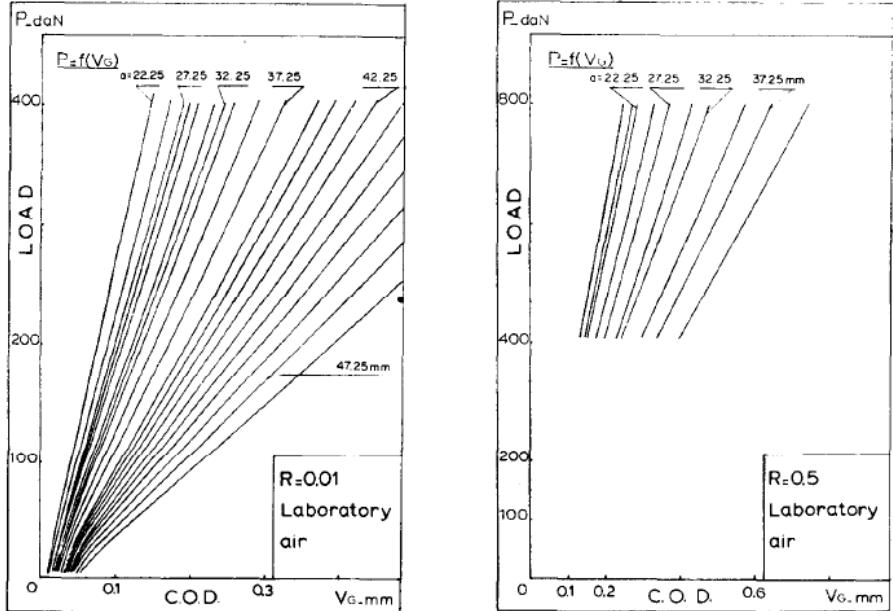 P_daN
P=f(VG)
a=22.25 27.25 32.25 37.25 42.25
400
LOAD
200
47.25mm
100
R=0.01
Laboratory
air
0 0.1 C.O.D. 0.3 VG_mm
P_daN
P=f(VG)
a=22.25 27.25 32.25 37.25mm
800
LOAD
400
200
100
R=0.5
Laboratory
air
0 0.1 0.2 C.O.D. 0.6 VG_mm